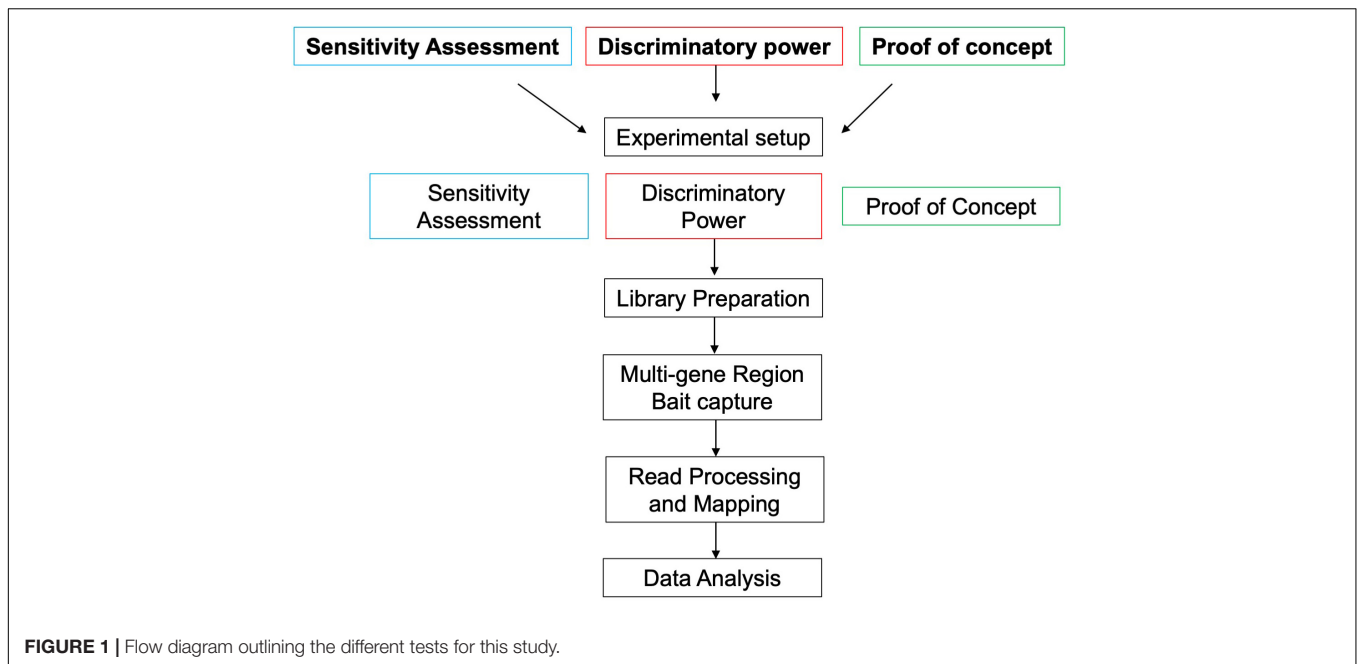 Sensitivity Assessment
Discriminatory power
Proof of concept
Experimental setup
Sensitivity
Assessment
Discriminatory
Power
Proof of Concept
Library Preparation
Multi-gene Region
Bait capture
Read Processing
and Mapping
Data Analysis
FIGURE 1 | Flow diagram outlining the different tests for this study.